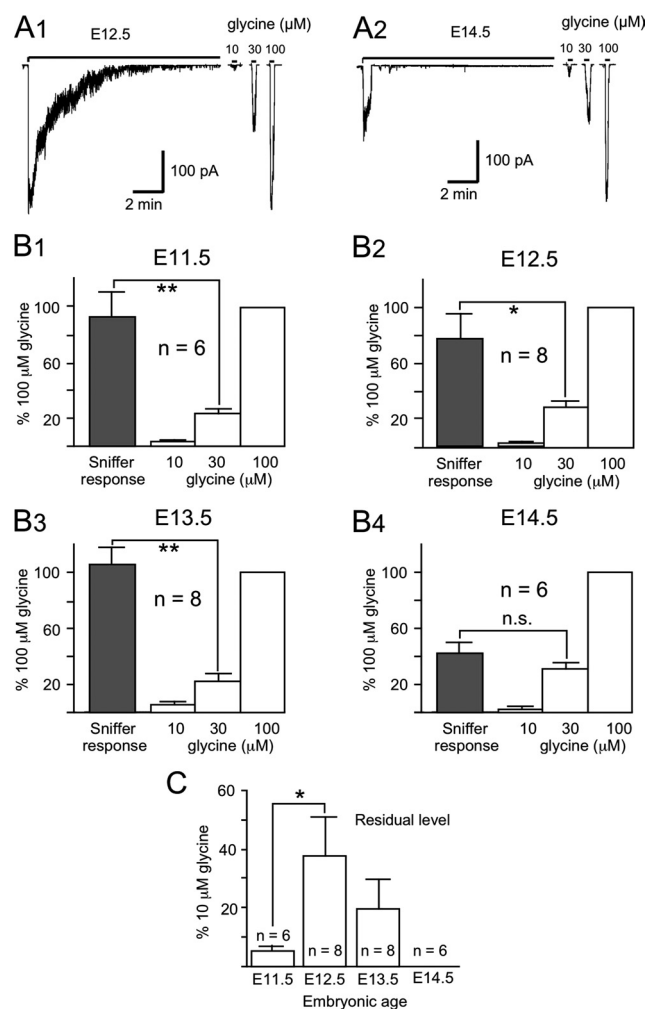 A1
E12.5
glycine (μM)
10 30 100
100 pA
2 min
A2
E14.5
glycine (μM)
10 30 100
100 pA
2 min
B1
E11.5
% 100 μM glycine
100
60
20
**
n = 6
Sniffer response
10 30 100
glycine (μM)
B2
E12.5
% 100 μM glycine
100
60
20
*
n = 8
Sniffer response
10 30 100
glycine (μM)
B3
E13.5
% 100 μM glycine
100
60
20
**
n = 8
Sniffer response
10 30 100
glycine (μM)
B4
E14.5
% 100 μM glycine
100
60
20
n = 6
n.s.
Sniffer response
10 30 100
glycine (μM)
C
% 10 μM glycine
60
40
20
*
Residual level
n = 6 n = 8 n = 8 n = 6
E11.5 E12.5 E13.5 E14.5
Embryonic age